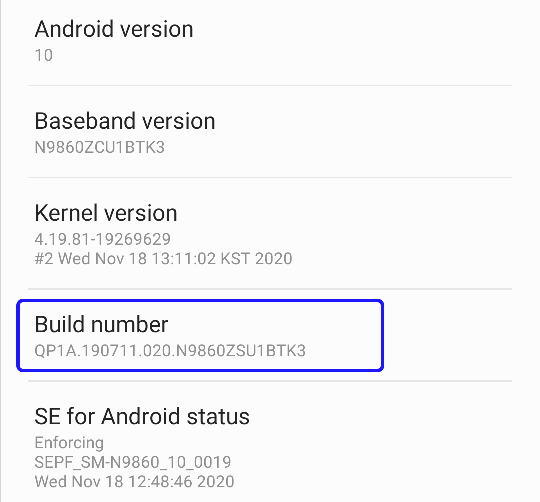 Android version
10
Baseband version
N9860ZCU1BTK3
Kernel version
4.19.81-19269629
#2 Wed Nov 18 13:11:02 KST 2020
Build number
QP1A.190711.020.N9860ZSU1BTK3
SE for Android status
Enforcing
SEPF_SM-N9860_10_0019
Wed Nov 18 12:48:46 2020